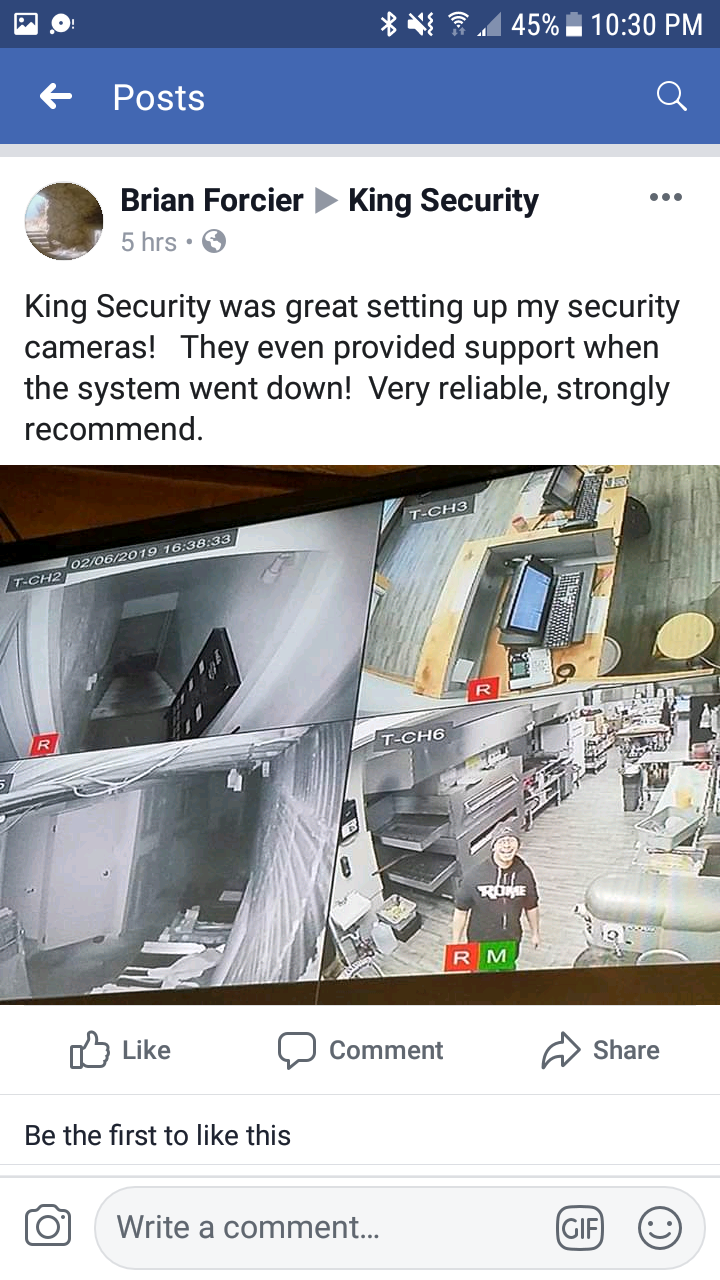 45% 10:30 PM
Posts
Brian Forcier ▶ King Security
5 hrs •
King Security was great setting up my security
cameras!   They even provided support when
the system went down!  Very reliable, strongly
recommend.
T-CH3
T-CH2 02/06/2019 16:38:33
R
R
T-CH6
ROME
R M
Like Comment Share
Be the first to like this
Write a comment... GIF